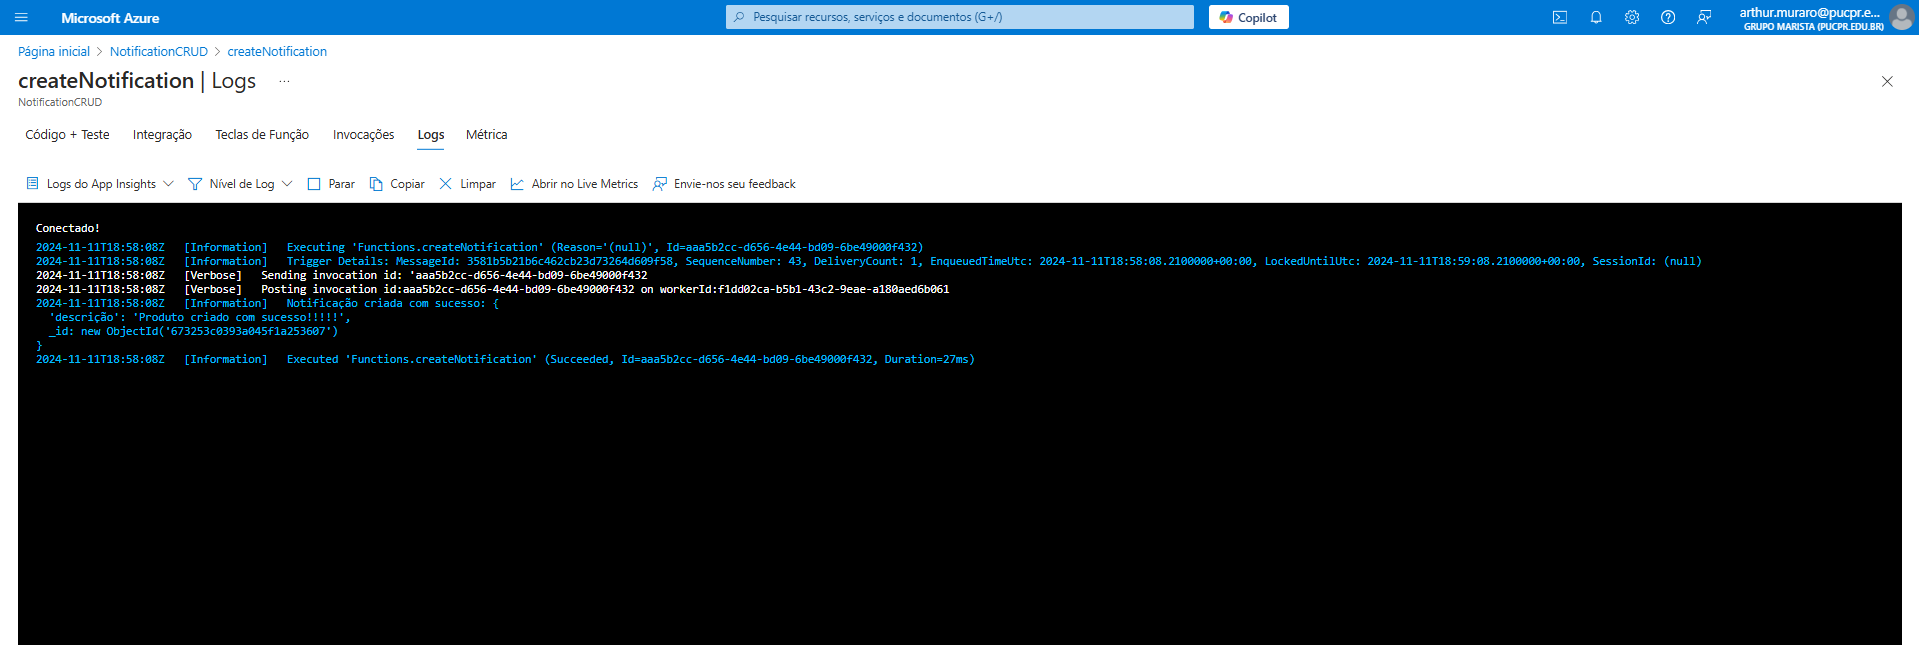 Microsoft Azure
Pesquisar recursos, serviços e documentos (G+/)
Copilot
arthur.muraro@pucpr.e...
GRUPO MARISTA (PUCPR.EDU.BR)
Página inicial > NotificationCRUD > createNotification
createNotification | Logs ...
NotificationCRUD
Código + Teste Integração Teclas de Função Invocações Logs Métrica
Logs do App Insights Nível de Log Parar Copiar Limpar Abrir no Live Metrics Envie-nos seu feedback
Conectado!
2024-11-11T18:58:08Z [Information] Executing 'Functions.createNotification' (Reason='(null)', Id=aaa5b2cc-d656-4e44-bd09-6be49000f432)
2024-11-11T18:58:08Z [Information] Trigger Details: MessageId: 3581b5b21b6c462cb23d73264d609f58, SequenceNumber: 43, DeliveryCount: 1, EnqueuedTimeUtc: 2024-11-11T18:58:08.2100000+00:00, LockedUntilUtc: 2024-11-11T18:59:08.2100000+00:00, SessionId: (null)
2024-11-11T18:58:08Z [Verbose] Sending invocation id: 'aaa5b2cc-d656-4e44-bd09-6be49000f432
2024-11-11T18:58:08Z [Verbose] Posting invocation id:aaa5b2cc-d656-4e44-bd09-6be49000f432 on workerId:f1dd02ca-b5b1-43c2-9eae-a180aed6b061
2024-11-11T18:58:08Z [Information] Notificação criada com sucesso: {
'descrição': 'Produto criado com sucesso!!!!!',
_id: new ObjectId('673253c0393a045f1a253607')
}
2024-11-11T18:58:08Z [Information] Executed 'Functions.createNotification' (Succeeded, Id=aaa5b2cc-d656-4e44-bd09-6be49000f432, Duration=27ms)